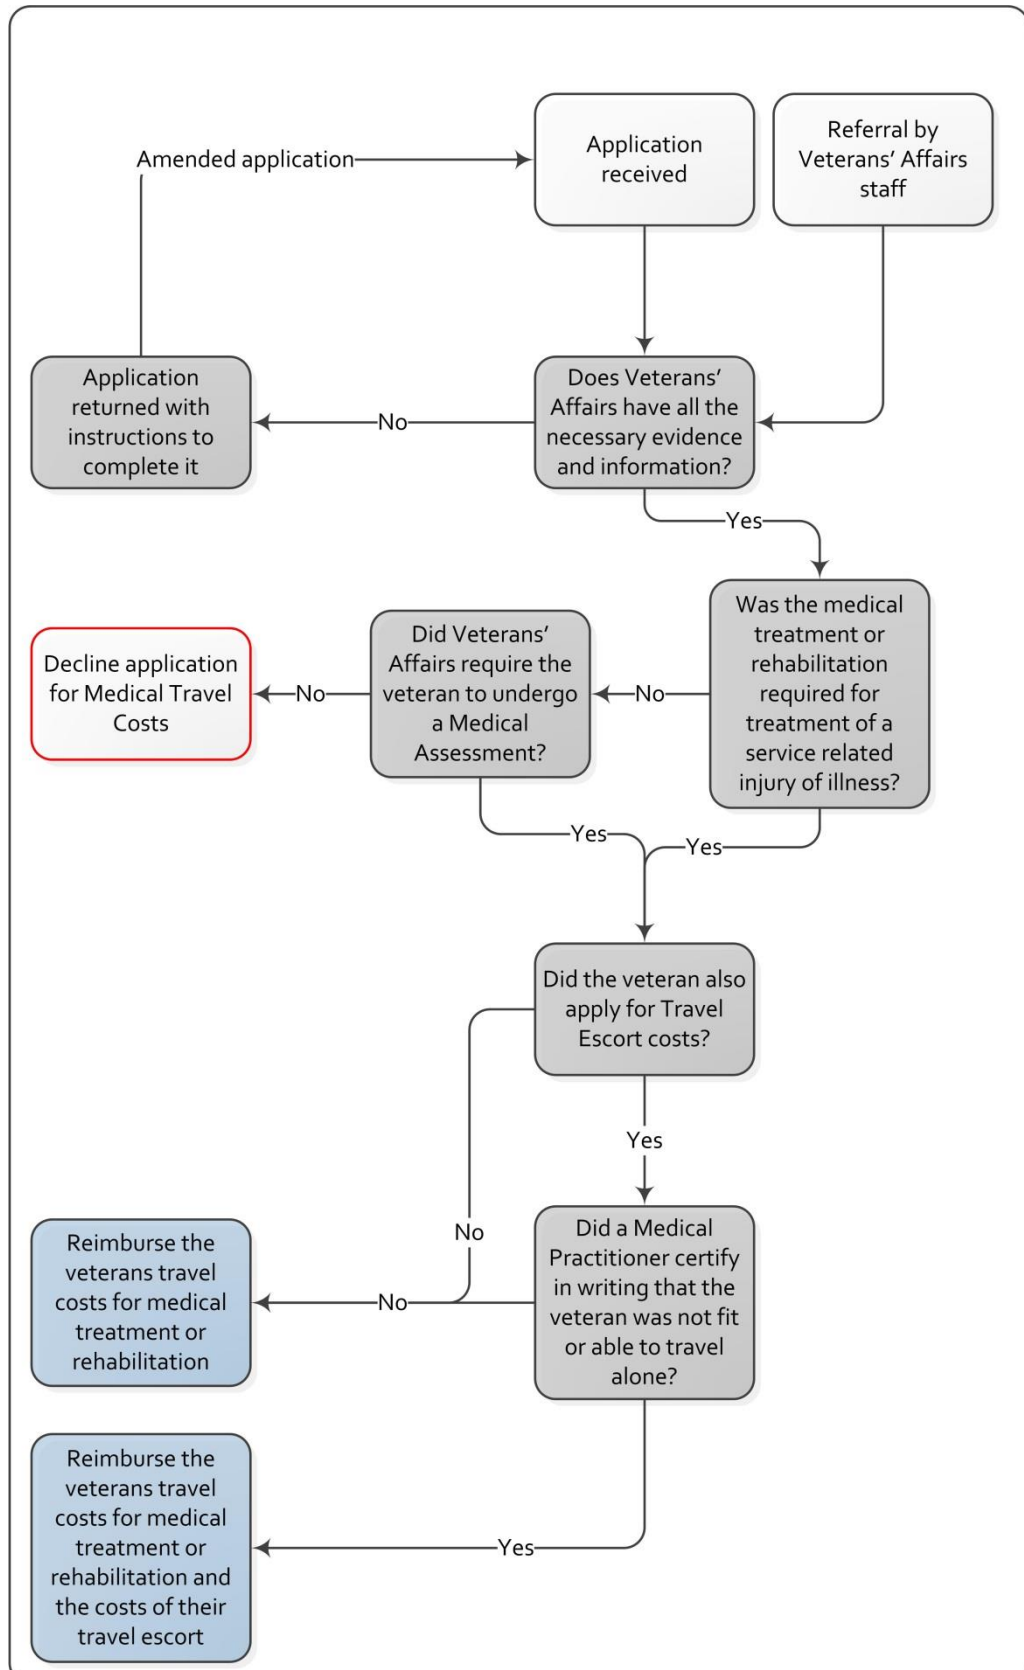 Amended application
Application
received
Referral by
Veterans’ Affairs
staff
Application
returned with
instructions to
complete it
No
Does Veterans’
Affairs have all the
necessary evidence
and information?
Yes
Decline application
for Medical Travel
Costs
No
Did Veterans’
Affairs require the
veteran to undergo
a Medical
Assessment?
No
Was the medical
treatment or
rehabilitation
required for
treatment of a
service related
injury of illness?
Yes
Yes
Did the veteran also
apply for Travel
Escort costs?
Yes
No
Reimburse the
veterans travel
costs for medical
treatment or
rehabilitation
No
Did a Medical
Practitioner certify
in writing that the
veteran was not fit
or able to travel
alone?
Reimburse the
veterans travel
costs for medical
treatment or
rehabilitation and
the costs of their
travel escort
Yes